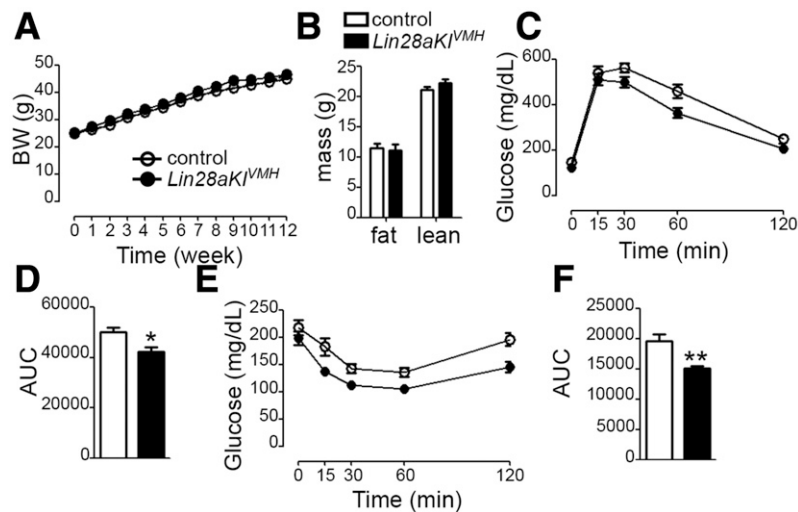 A
BW (g)
50
40
30
20
10
0
control
Lin28aKI^VMH
0 1 2 3 4 5 6 7 8 9 10 11 12
Time (week)
B
control
Lin28aKI^VMH
mass (g)
25
20
15
10
5
0
fat lean
C
Glucose (mg/dL)
600
400
200
0
0 15 30 60 120
Time (min)
D
AUC
60000
40000
20000
0
*
E
Glucose (mg/dL)
250
200
150
100
50
0
0 15 30 60 120
Time (min)
F
AUC
25000
20000
15000
10000
5000
0
**